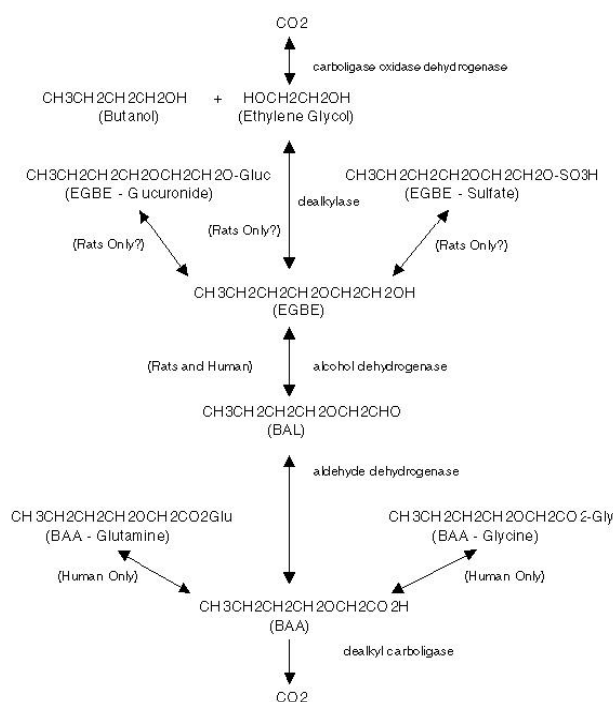 CO2
carboligase oxidase dehydrogenase
CH3CH2CH2CH2OH + HOCH2CH2OH
(Butanol) (Ethylene Glycol)
CH3CH2CH2CH2OCH2CH2O-Gluc
(EGBE - Glucuronide)
CH3CH2CH2CH2OCH2CH2O-SO3H
(EGBE - Sulfate)
dealkylase
(Rats Only?)
(Rats Only?)
(Rats Only?)
CH3CH2CH2CH2OCH2CH2OH
(EGBE)
(Rats and Human)
alcohol dehydrogenase
CH3CH2CH2CH2OCH2CHO
(BAL)
aldehyde dehydrogenase
CH3CH2CH2CH2OCH2CO2Glu
(BAA - Glutamine)
CH3CH2CH2CH2OCH2CO2-Gly
(BAA - Glycine)
(Human Only)
(Human Only)
CH3CH2CH2CH2OCH2CO2H
(BAA)
dealkyl carboligase
CO2